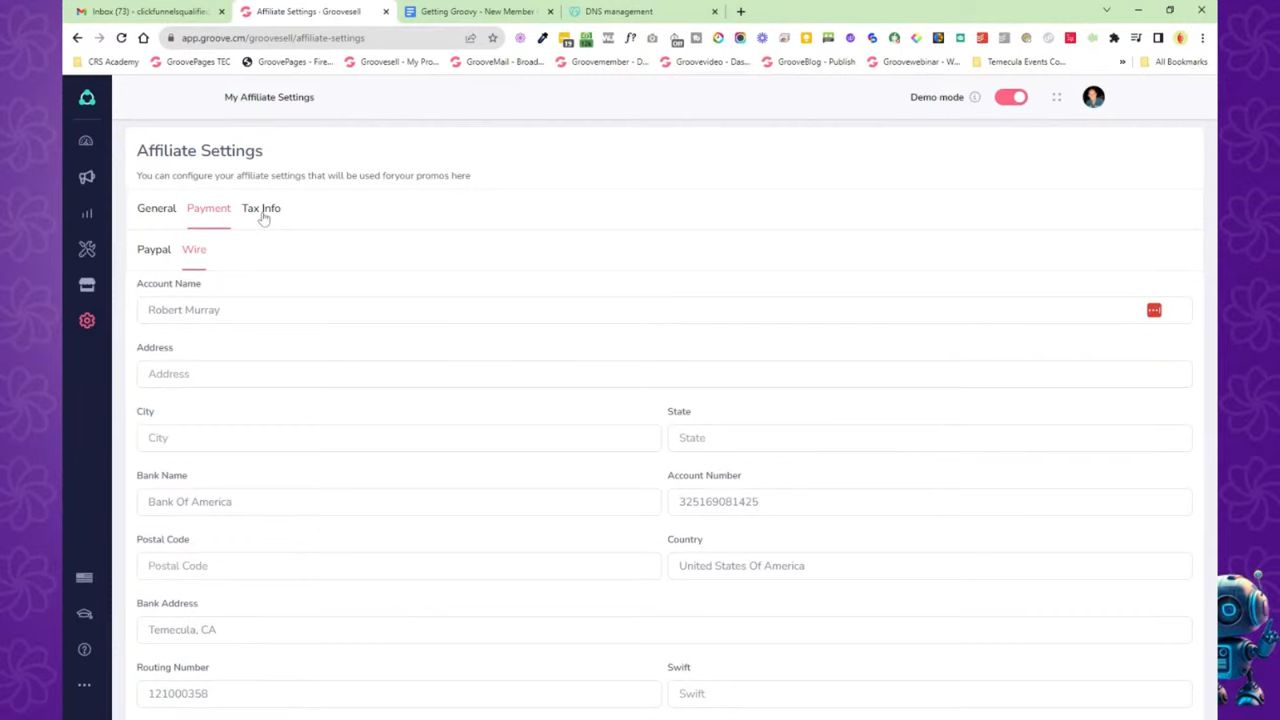 Inbox (73) - clickfunnelsqualifi
Affiliate Settings - Groovesell
Getting Groovy - New Member -
DNS management
app.groove.cm/groovesell/affiliate-settings
CRS Academy
GroovePages TEC
GroovePages - Fire...
Groovesell - My Pro...
GrooveMail - Broad...
Groovemember - D...
Groovevideo - Das...
GrooveBlog - Publish
Groovewebinar - W...
Temecula Events Co...
»
All Bookmarks
My Affiliate Settings
Demo mode
Affiliate Settings
You can configure your affiliate settings that will be used foryour promos here
General
Payment
Tax Info
Paypal
Wire
Account Name
Robert Murray
Address
Address
City
State
City
State
Bank Name
Account Number
Bank Of America
325169081425
Postal Code
Country
Postal Code
United States Of America
Bank Address
Temecula, CA
Routing Number
Swift
121000358
Swift